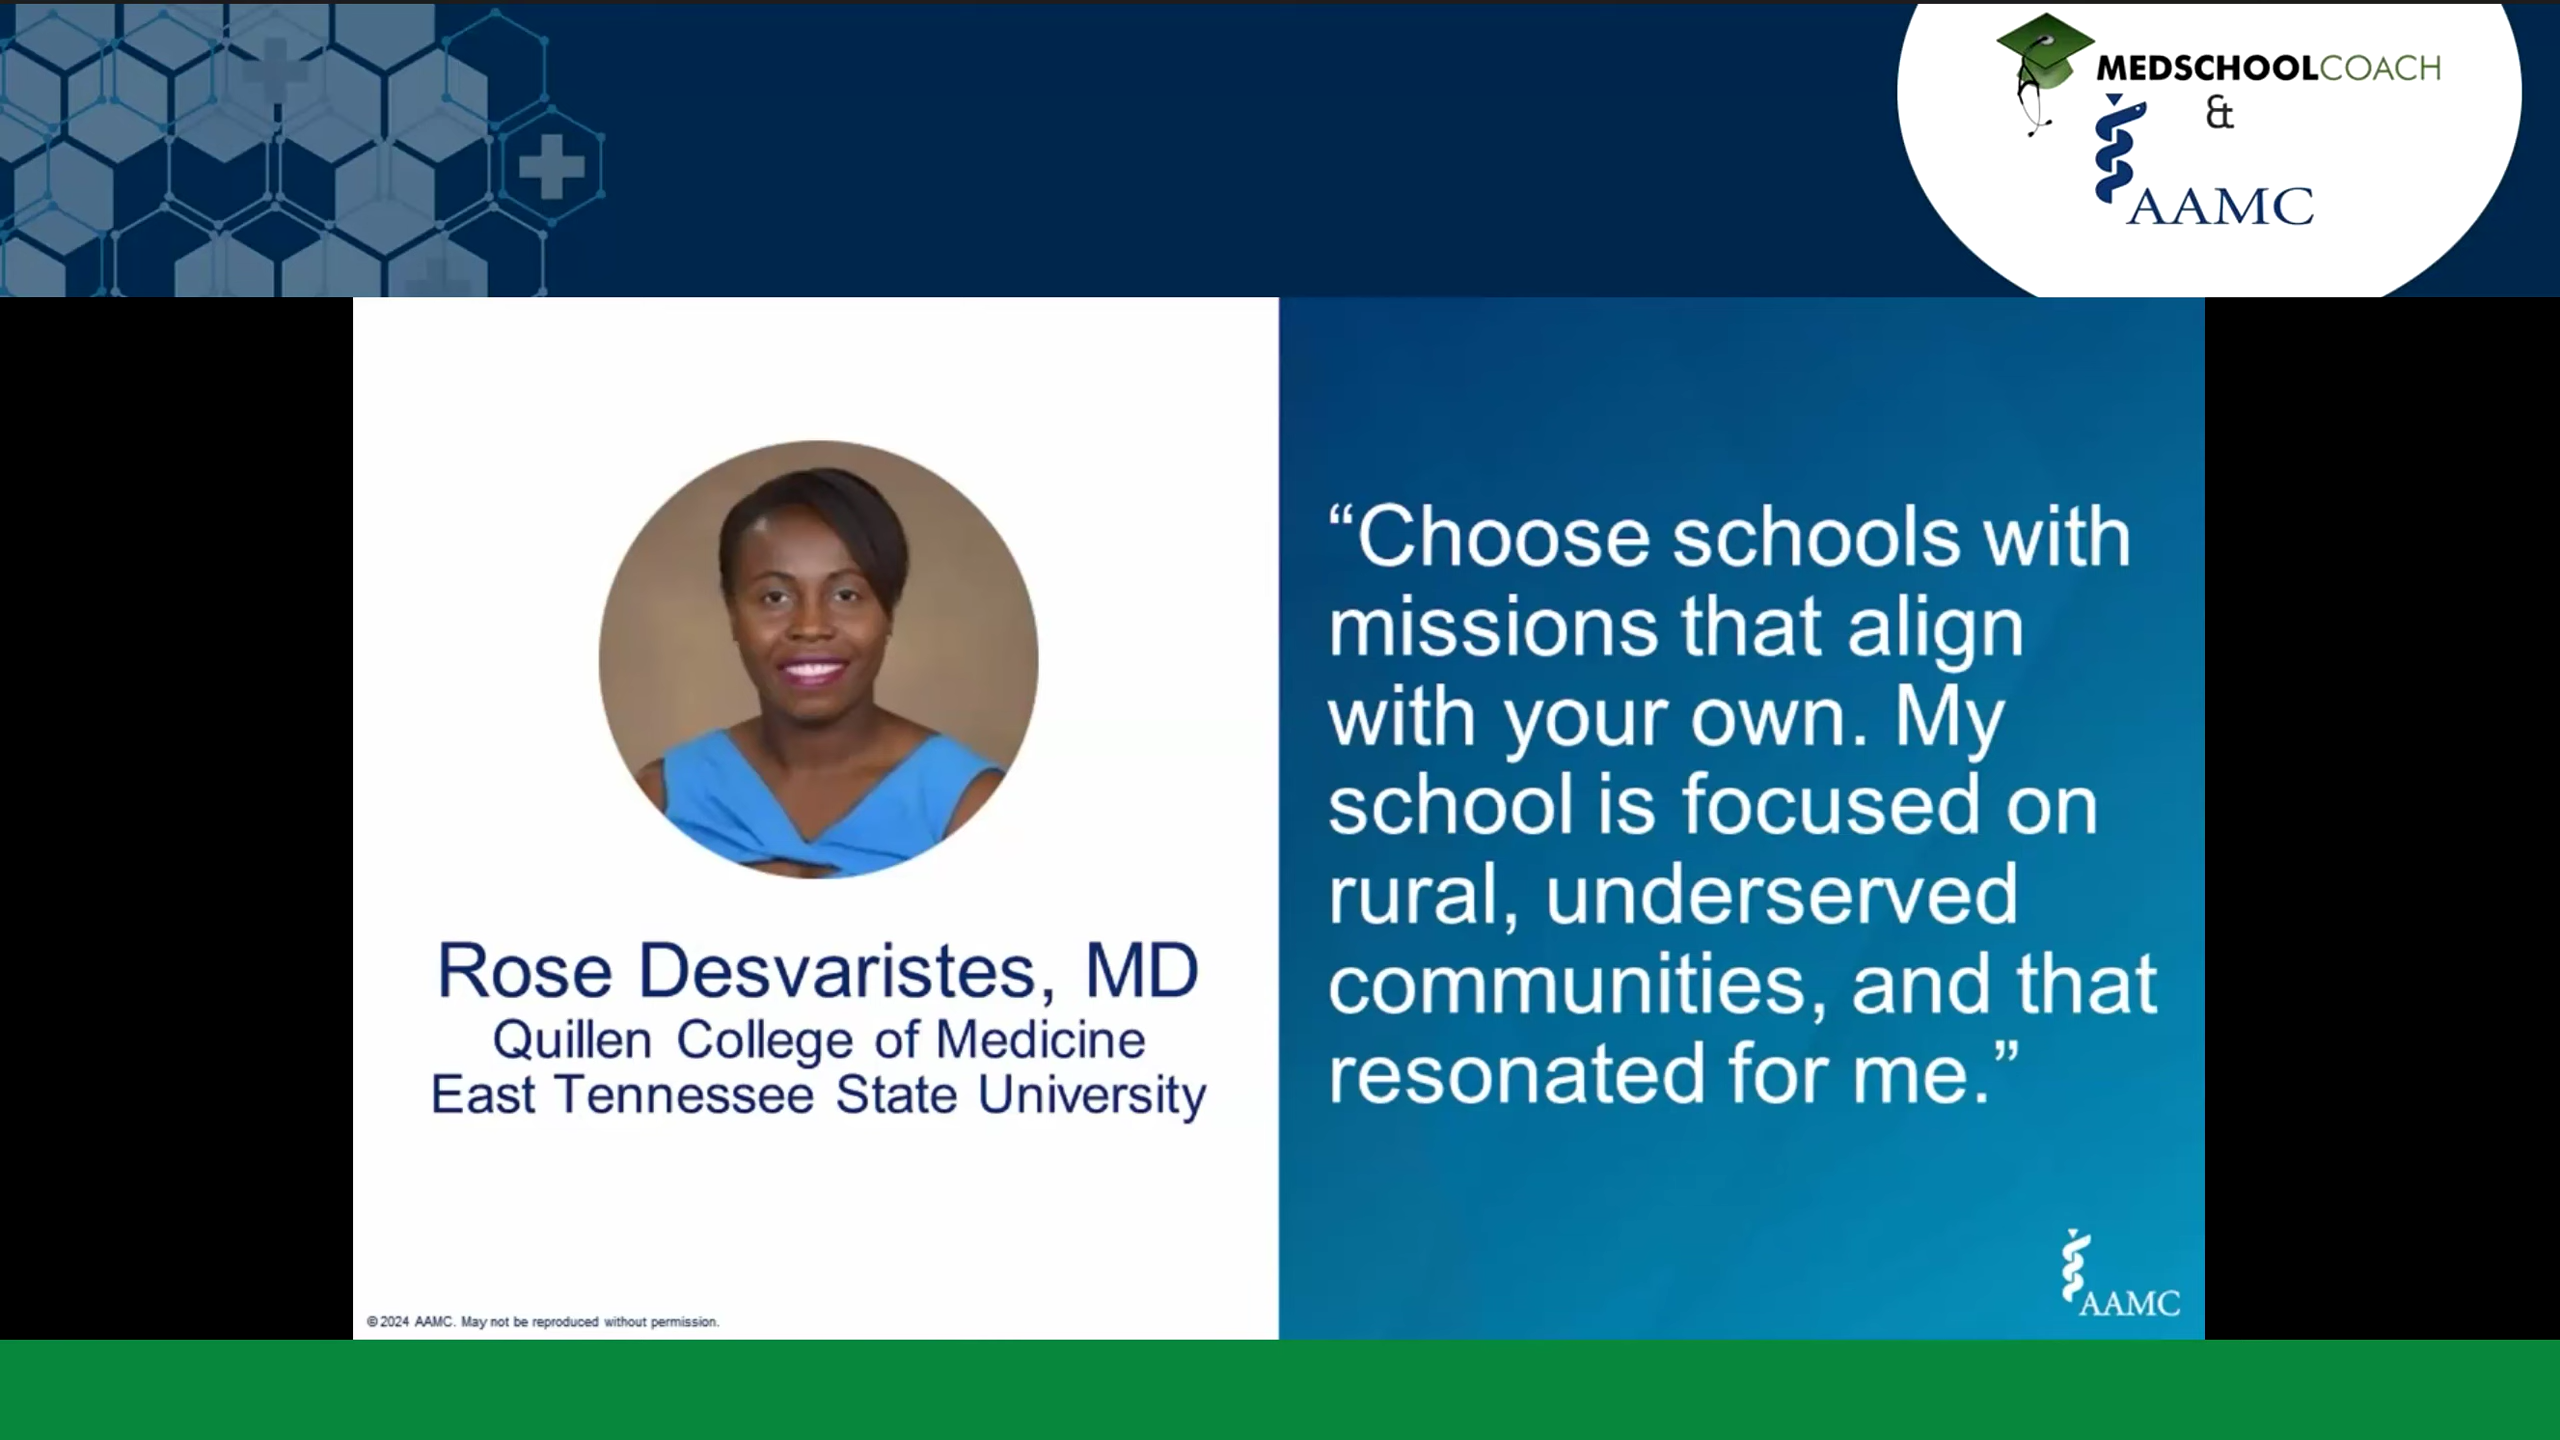 MEDSCHOOLCOACH
&
AAMC
Rose Desvaristes, MD
Quillen College of Medicine
East Tennessee State University
©2024 AAMC. May not be reproduced without permission.
“Choose schools with
missions that align
with your own. My
school is focused on
rural, underserved
communities, and that
resonated for me.”
AAMC